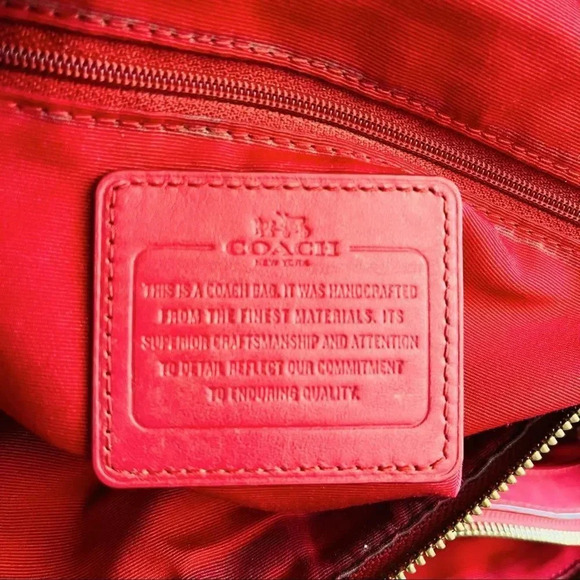 COACH
NEW YORK
THIS IS A COACH BAG. IT WAS HANDCRAFTED
FROM THE FINEST MATERIALS. ITS
SUPERIOR CRAFTSMANSHIP AND ATTENTION
TO DETAIL REFLECT OUR COMMITMENT
TO ENDURING QUALITY.